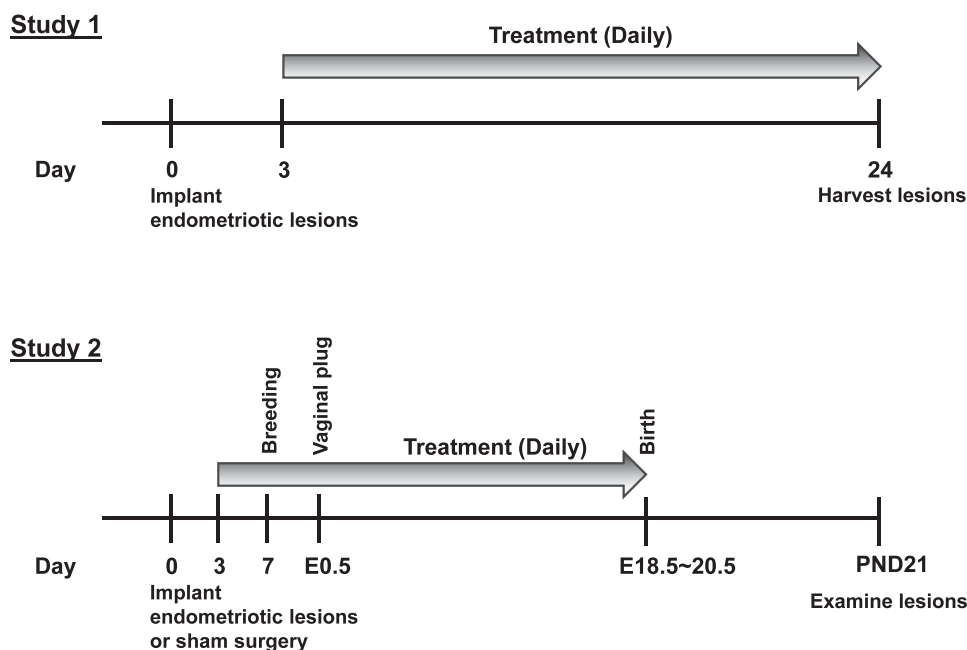 Study 1
Treatment (Daily)
Day 0 3 24
Implant
endometriotic lesions
Harvest lesions
Study 2
Breeding
Vaginal plug
Treatment (Daily)
Birth
Day 0 3 7 E0.5 E18.5~20.5 PND21
Implant
endometriotic lesions
or sham surgery
Examine lesions